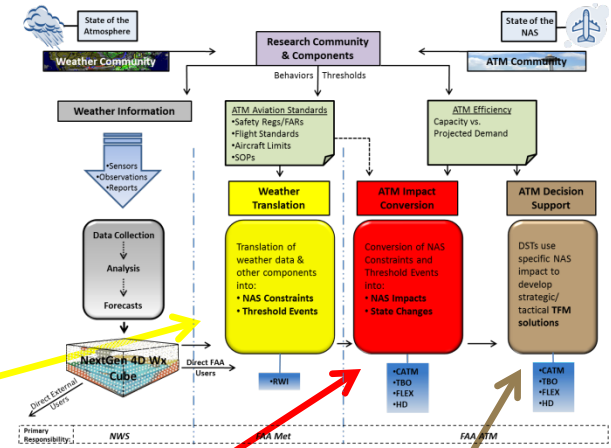 State of the
Atmosphere
Weather Community
Research Community
& Components
State of the
NAS
ATM Community
Behaviors
Thresholds
Weather Information
ATM Aviation Standards
•Safety Regs/FARs
•Flight Standards
•Aircraft Limits
•SOPs
ATM Efficiency
Capacity vs.
Projected Demand
•Sensors
•Observations
•Reports
Weather
Translation
ATM Impact
Conversion
ATM Decision
Support
Data Collection
Analysis
Forecasts
Translation of
weather data &
other components
into:
• NAS Constraints
• Threshold Events
Conversion of NAS
Constraints and
Threshold Events
into:
• NAS Impacts
• State Changes
DSTs use
specific NAS
impact to
develop
strategic/
tactical TFM
solutions
NextGen 4D Wx
Cube
Direct FAA
Users
Direct External
Users
•RWI
•CATM
•TBO
•FLEX
•HD
•CATM
•TBO
•FLEX
•HD
Primary
Responsibility:
NWS
FAA Met
FAA ATM